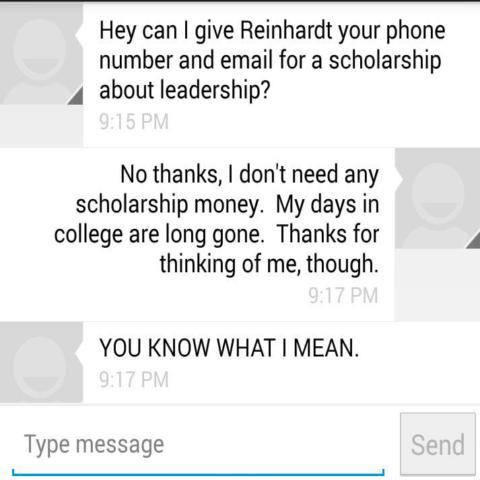 Hey can I give Reinhardt your phone
number and email for a scholarship
about leadership?
9:15 PM
No thanks, I don't need any
scholarship money.  My days in
college are long gone.  Thanks for
thinking of me, though.
9:17 PM
YOU KNOW WHAT I MEAN.
9:17 PM
Type message
Send